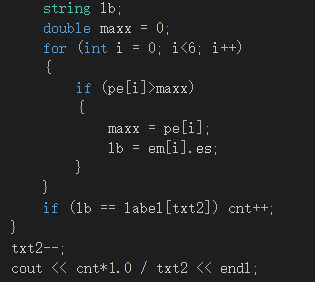 string lb;
double maxx = 0;
for (int i = 0; i<6; i++)
{
if (pe[i]>maxx)
{
maxx = pe[i];
lb = em[i].es;
}
}
if (lb == label[txt2]) cnt++;
}
txt2--;
cout << cnt*1.0 / txt2 << endl;